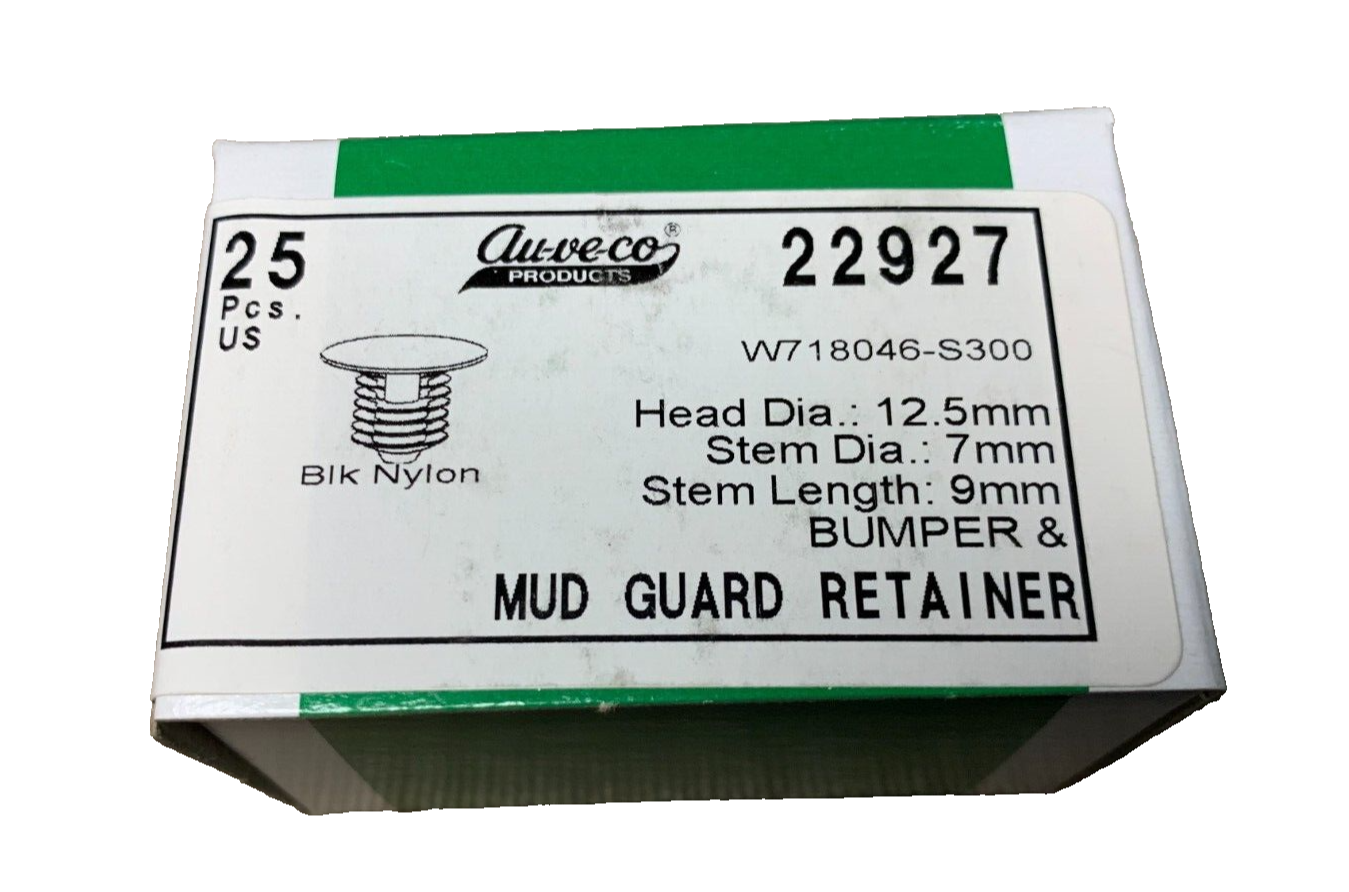 25
Pcs.
US
au-ve-co®
PRODUCTS
22927
W718046-S300
Blk Nylon
Head Dia.: 12.5mm
Stem Dia.: 7mm
Stem Length: 9mm
BUMPER &
MUD GUARD RETAINER